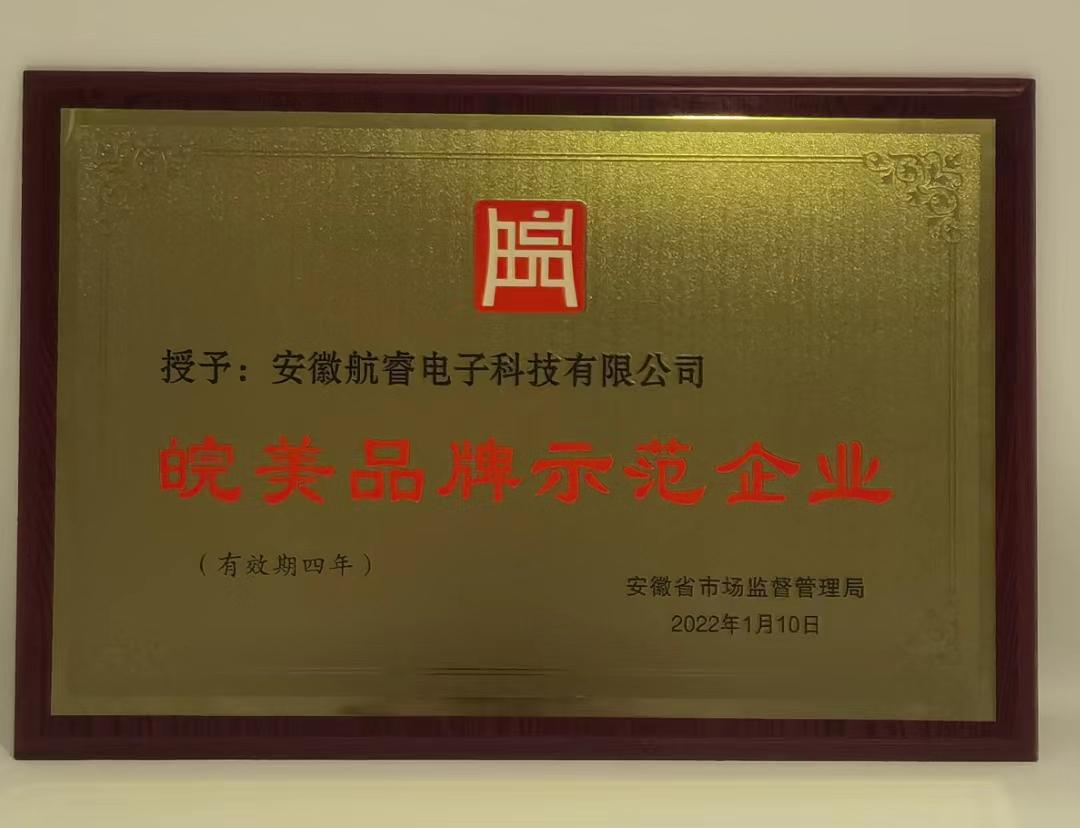 皖
授予：安徽航睿电子科技有限公司
皖美品牌示范企业
（有效期四年）
安徽省市场监督管理局
2022年1月10日